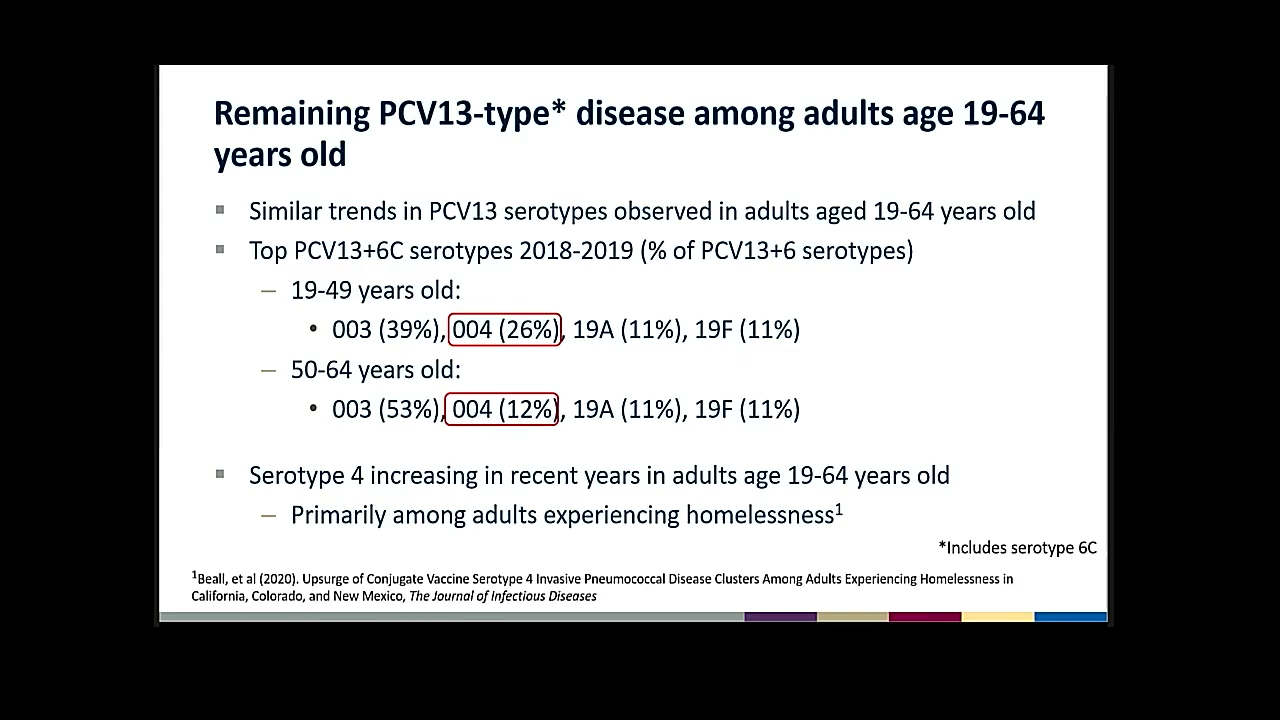 Remaining PCV13-type* disease among adults age 19-64
years old
Similar trends in PCV13 serotypes observed in adults aged 19-64 years old
Top PCV13+6C serotypes 2018-2019 (% of PCV13+6 serotypes)
– 19-49 years old:
• 003 (39%), 004 (26%), 19A (11%), 19F (11%)
– 50-64 years old:
• 003 (53%), 004 (12%), 19A (11%), 19F (11%)
Serotype 4 increasing in recent years in adults age 19-64 years old
– Primarily among adults experiencing homelessness1
*Includes serotype 6C
1Beall, et al (2020). Upsurge of Conjugate Vaccine Serotype 4 Invasive Pneumococcal Disease Clusters Among Adults Experiencing Homelessness in
California, Colorado, and New Mexico, The Journal of Infectious Diseases